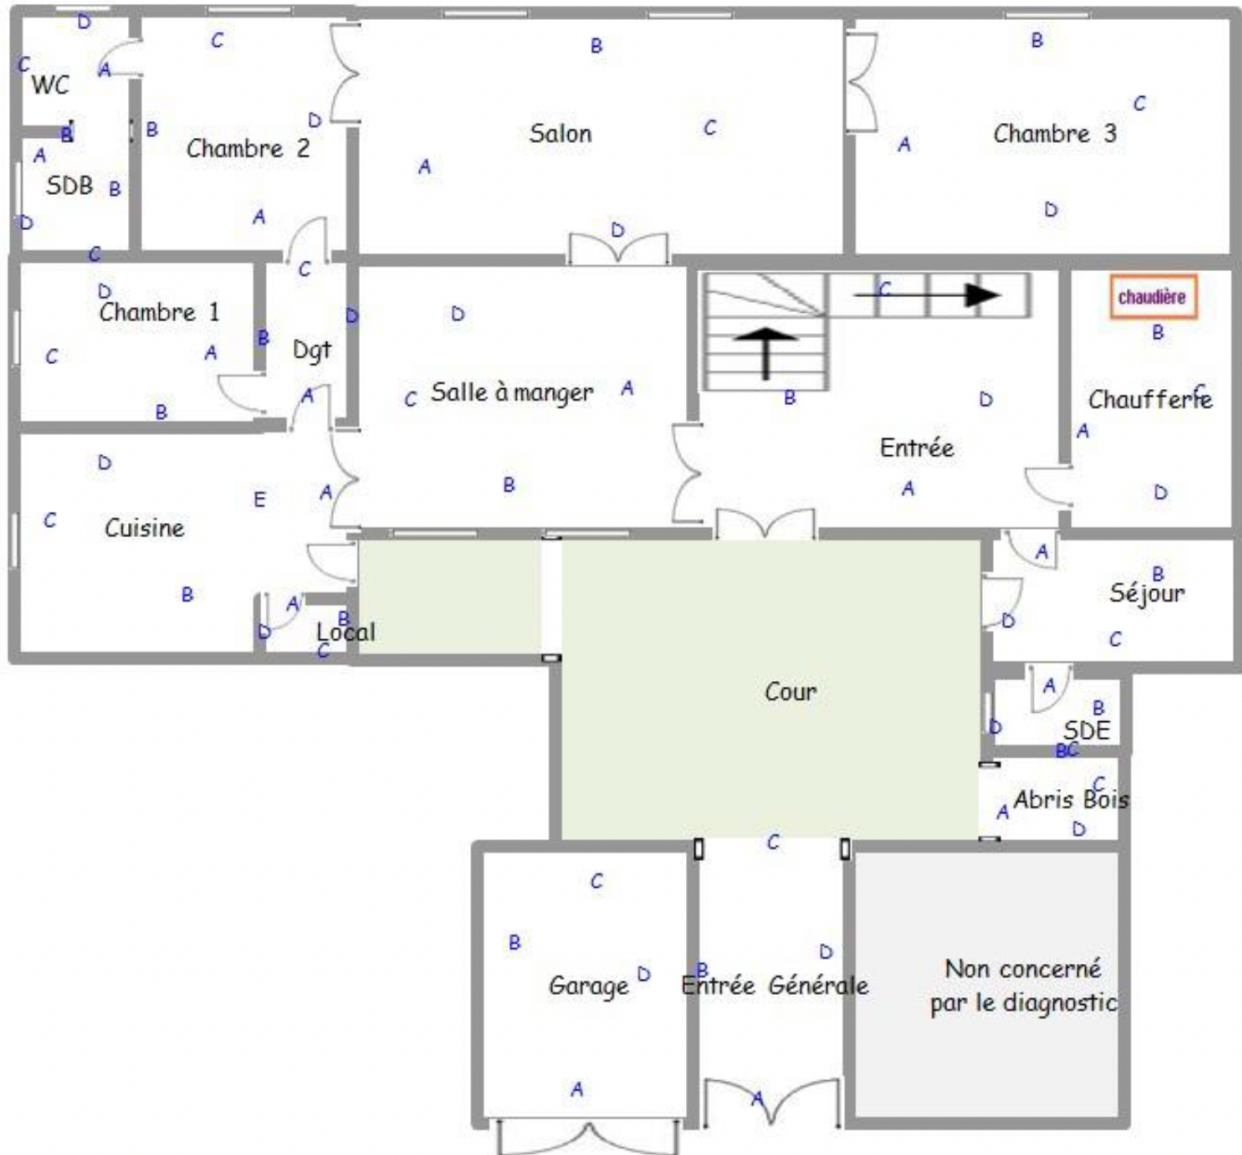 D
C
B
B
C
A
WC
C
B
B
D
Salon
C
Chambre 2
A
Chambre 3
A
SDB
B
A
D
A
D
D
C
C
D
Chambre 1
B
Dgt
D
D
C
chaudière
B
C
A
B
A
C
Salle à manger
A
B
D
Chaufferie
C
A
Entrée
D
C
E
A
B
A
D
Cuisine
B
A
A
B
Séjour
D
Local
B
C
D
C
Cour
A
B
D
SDE
B
C
C
Abris Bois
A
D
C
C
B
D
Garage
B
Entrée Générale
D
Non concerné
par le diagnostic
A
A